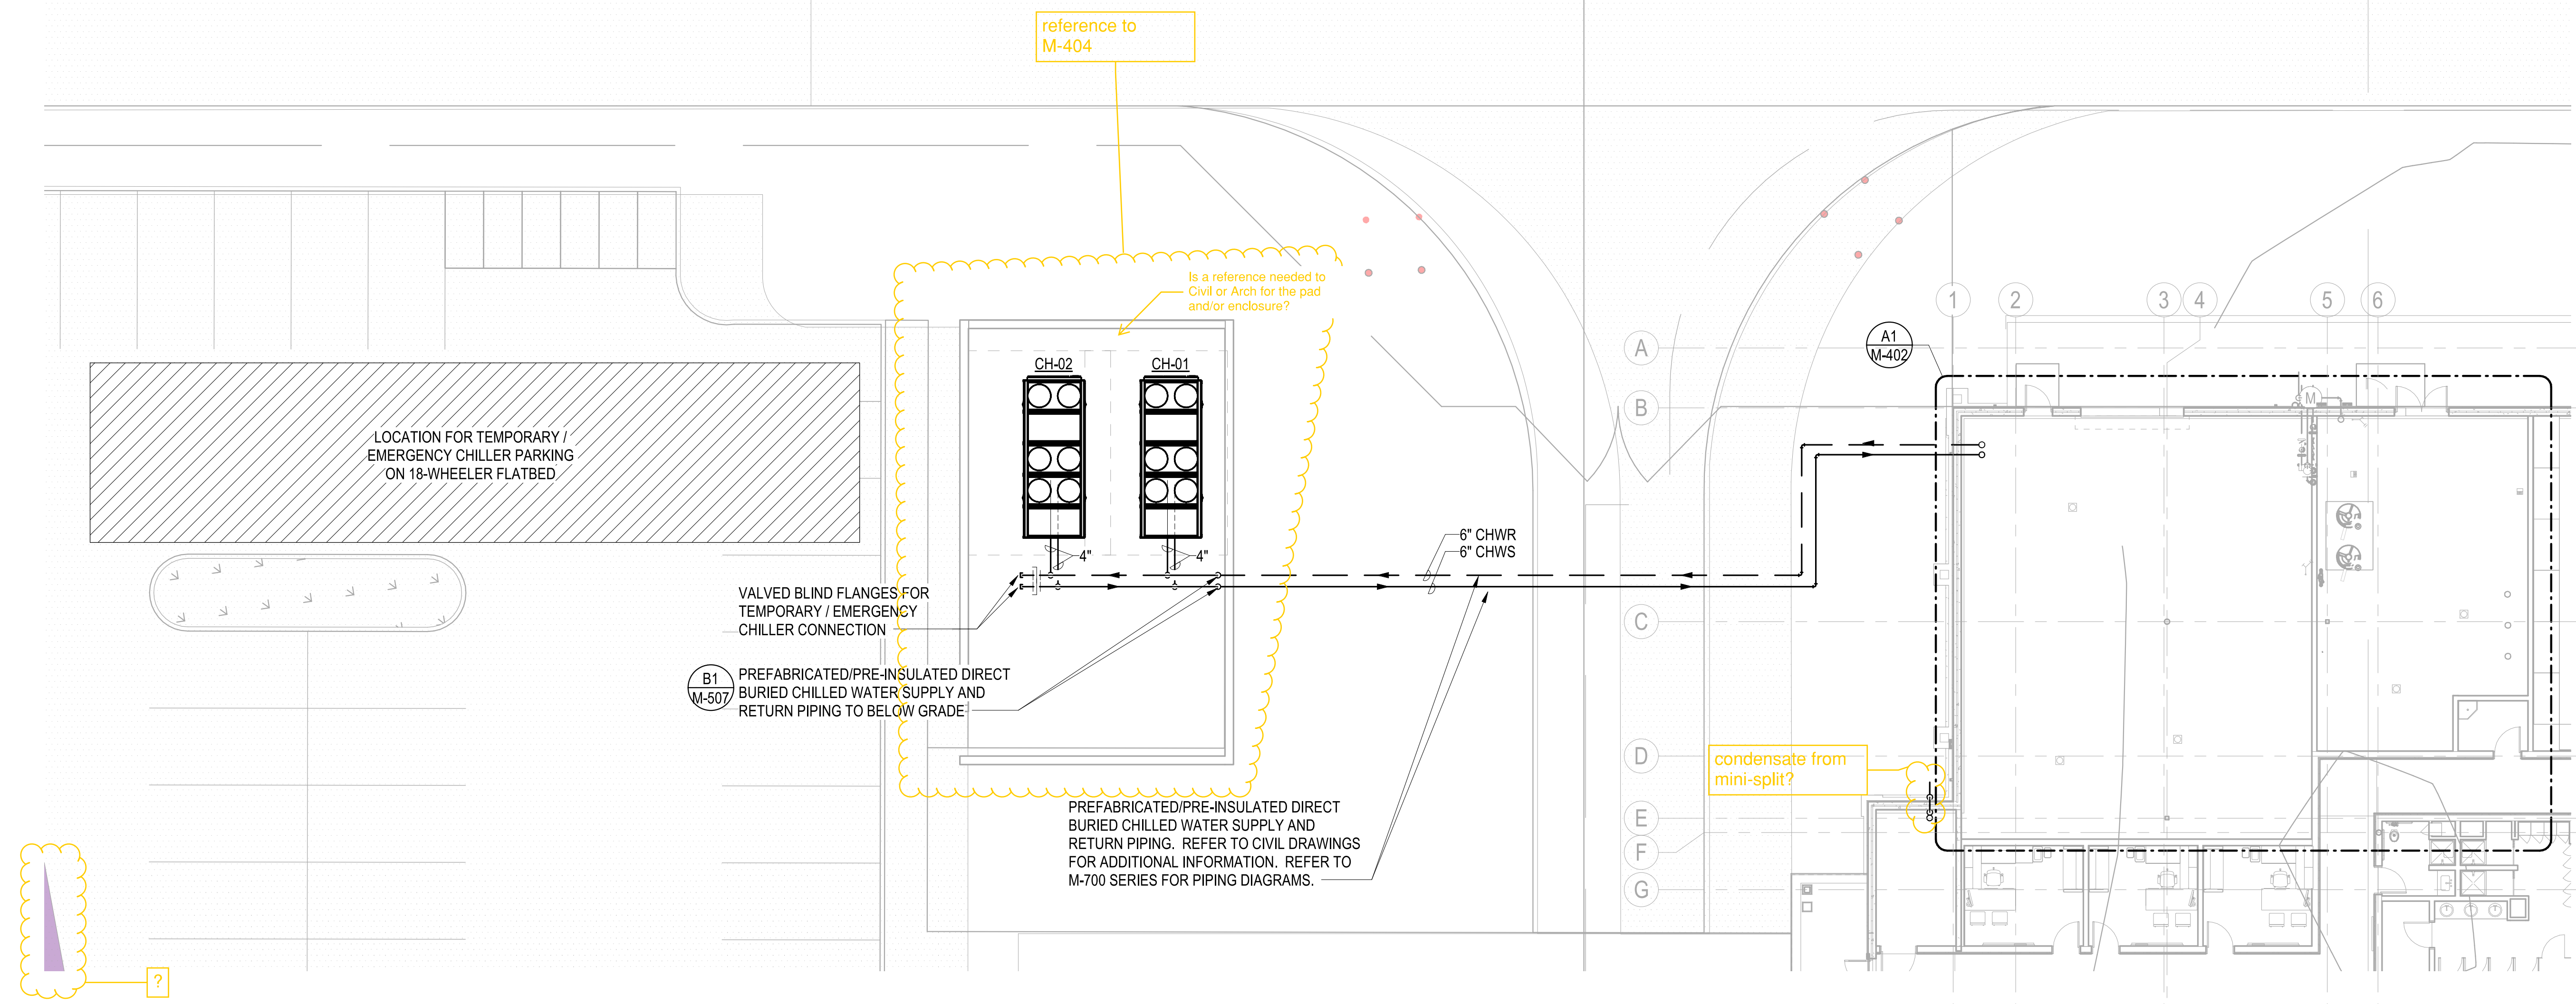 reference to
M-404
Is a reference needed to
Civil or Arch for the pad
and/or enclosure?
1
2
3
4
5
6
A
B
C
D
E
F
G
A1
M-402
M
CH-02
CH-01
LOCATION FOR TEMPORARY /
EMERGENCY CHILLER PARKING
ON 18-WHEELER FLATBED
4"
4"
6" CHWR
6" CHWS
VALVED BLIND FLANGES FOR
TEMPORARY / EMERGENCY
CHILLER CONNECTION
B1
M-507
PREFABRICATED/PRE-INSULATED DIRECT
BURIED CHILLED WATER SUPPLY AND
RETURN PIPING TO BELOW GRADE
condensate from
mini-split?
PREFABRICATED/PRE-INSULATED DIRECT
BURIED CHILLED WATER SUPPLY AND
RETURN PIPING.  REFER TO CIVIL DRAWINGS
FOR ADDITIONAL INFORMATION.  REFER TO
M-700 SERIES FOR PIPING DIAGRAMS.
?